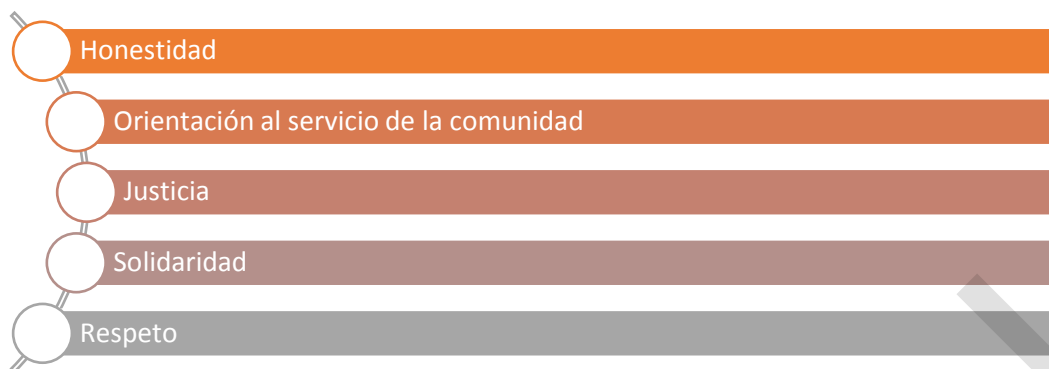 Honestidad
Orientación al servicio de la comunidad
Justicia
Solidaridad
Respeto